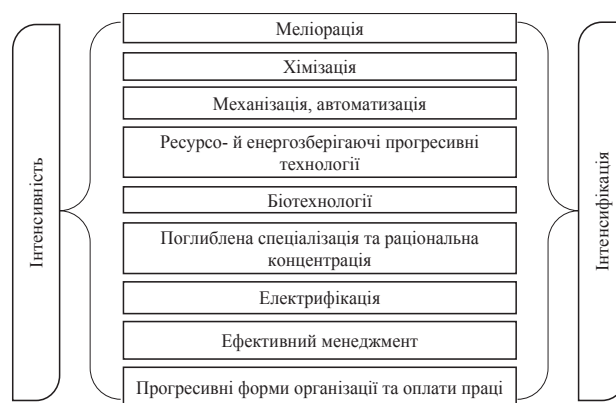 Інтенсивність
Меліорація
Хімізація
Механізація, автоматизація
Ресурсо- й енергозберігаючі прогресивні
технології
Біотехнології
Поглиблена спеціалізація та раціональна
концентрація
Електрифікація
Ефективний менеджмент
Прогресивні форми організації та оплати праці
Інтенсифікація